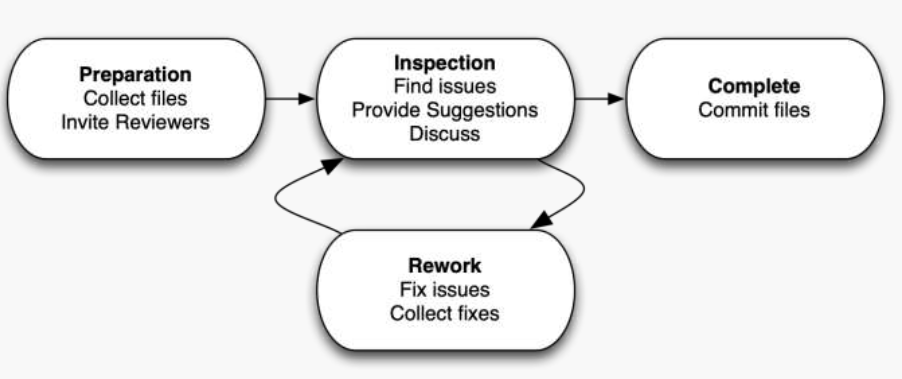 Preparation
Collect files
Invite Reviewers
Inspection
Find issues
Provide Suggestions
Discuss
Complete
Commit files
Rework
Fix issues
Collect fixes